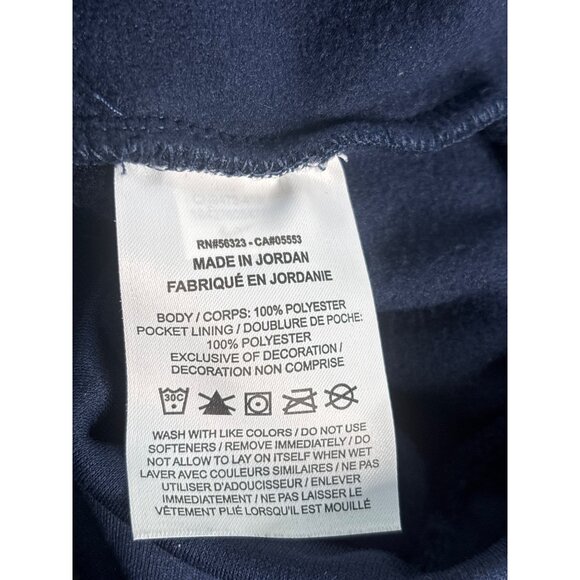 RN#56323 - CA#05553
MADE IN JORDAN
FABRIQUÉ EN JORDANIE
BODY / CORPS: 100% POLYESTER
POCKET LINING / DOUBLURE DE POCHE:
100% POLYESTER
EXCLUSIVE OF DECORATION /
DECORATION NON COMPRISE
30C
WASH WITH LIKE COLORS / DO NOT USE
SOFTENERS / REMOVE IMMEDIATELY / DO
NOT ALLOW TO LAY ON ITSELF WHEN WET
LAVER AVEC COULEURS SIMILAIRES / NE PAS
UTILISER D'ADOUCISSEUR / ENLEVER
IMMÉDIATEMENT / NE PAS LAISSER LE
VÊTEMENT PLIÉ LORSQU'IL EST MOUILLÉ